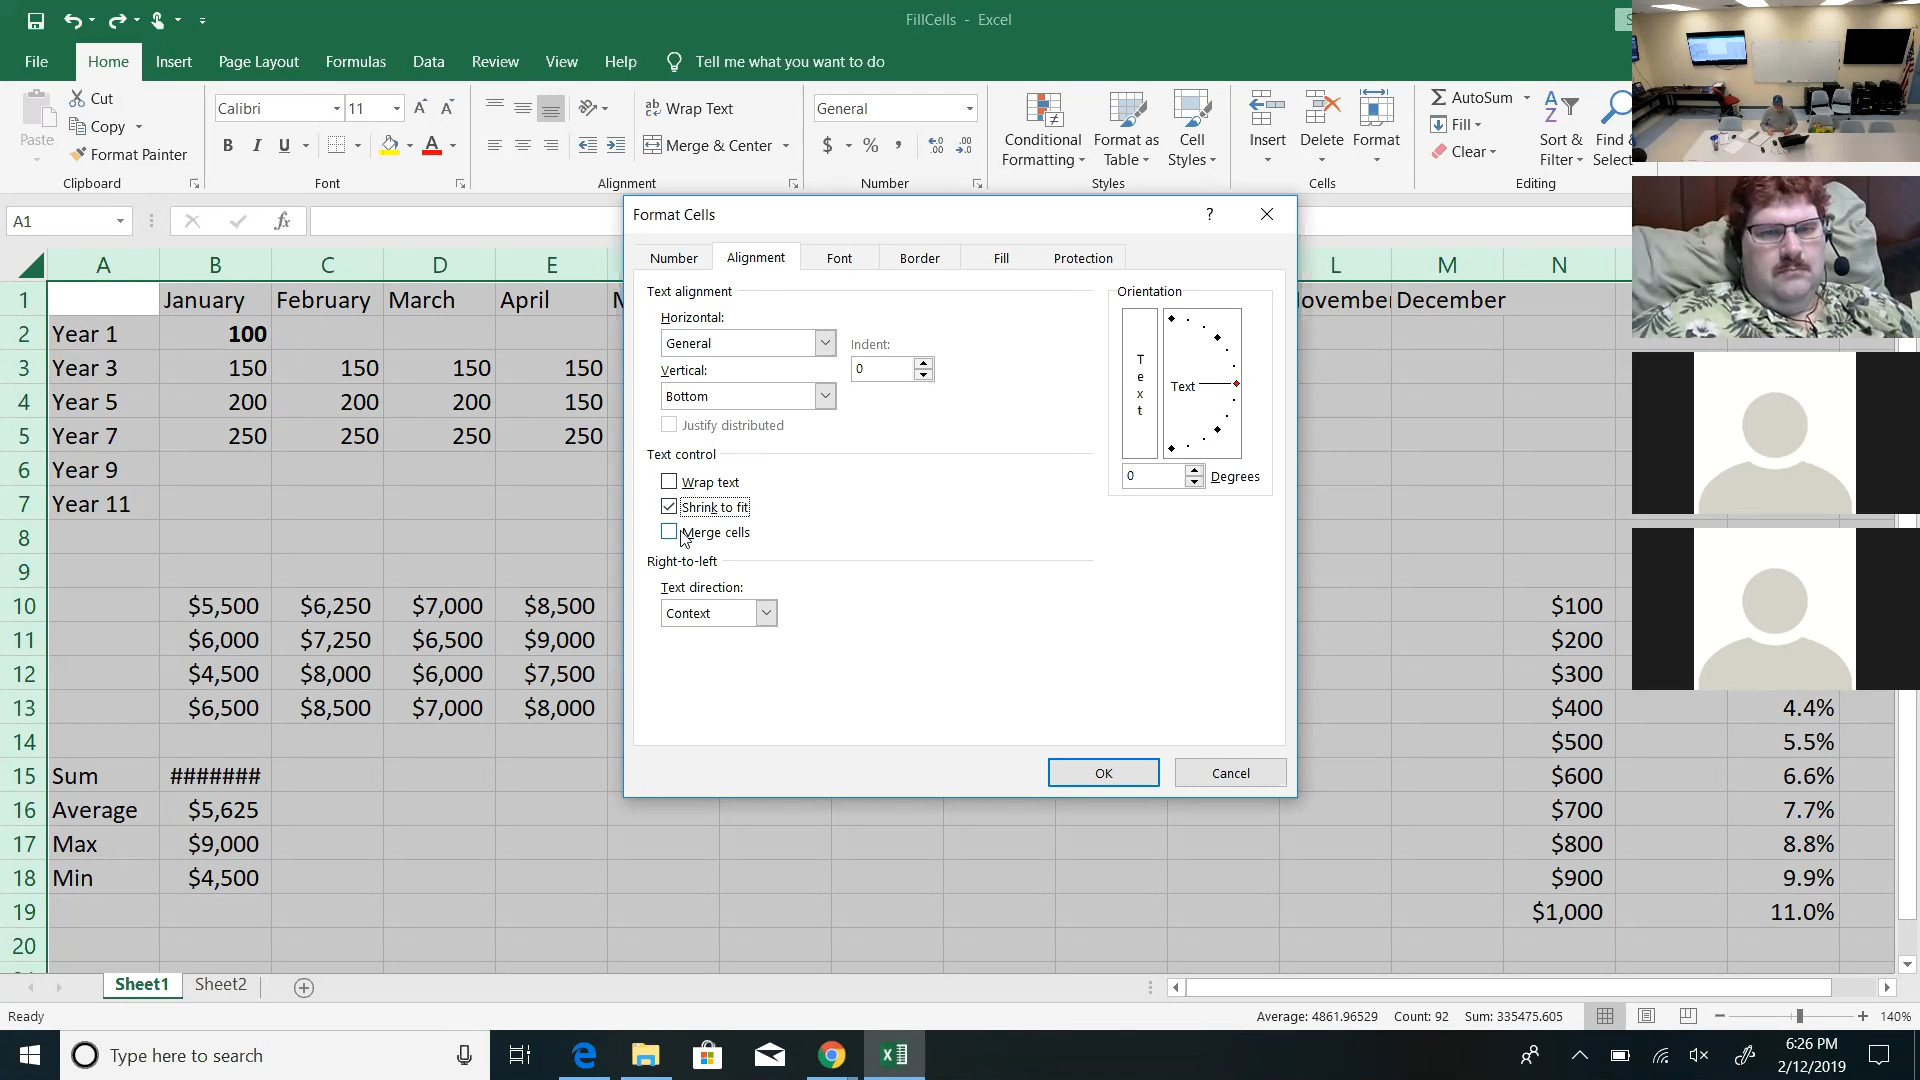 FillCells - Excel
S
File Home Insert Page Layout Formulas Data Review View Help Tell me what you want to do
Paste
Cut
Copy
Format Painter
Clipboard
Calibri 11
B I U
Font
Wrap Text
Merge & Center
Alignment
General
$ % ,
Number
Conditional Formatting
Format as Table
Cell Styles
Styles
Insert
Delete
Format
Cells
AutoSum
Fill
Clear
Sort & Filter
Find & Select
Editing
A1
fx
A B C D E L M N
1 January February March April M November December
2 Year 1 100
3 Year 3 150 150 150 150
4 Year 5 200 200 200 150
5 Year 7 250 250 250 250
6 Year 9
7 Year 11
8
9
10 $5,500 $6,250 $7,000 $8,500 $100
11 $6,000 $7,250 $6,500 $9,000 $200
12 $4,500 $8,000 $6,000 $7,500 $300
13 $6,500 $8,500 $7,000 $8,000 $400 4.4%
14 $500 5.5%
15 Sum ####### $600 6.6%
16 Average $5,625 $700 7.7%
17 Max $9,000 $800 8.8%
18 Min $4,500 $900 9.9%
19 $1,000 11.0%
20
Format Cells ?
Number Alignment Font Border Fill Protection
Text alignment
Horizontal:
General
Indent:
0
Vertical:
Bottom
Justify distributed
Text control
Wrap text
Shrink to fit
Merge cells
Right-to-left
Text direction:
Context
Orientation
Text
Text
0 Degrees
OK Cancel
Sheet1 Sheet2
Ready
Average: 4861.96529 Count: 92 Sum: 335475.605
140%
Type here to search
6:26 PM
2/12/2019